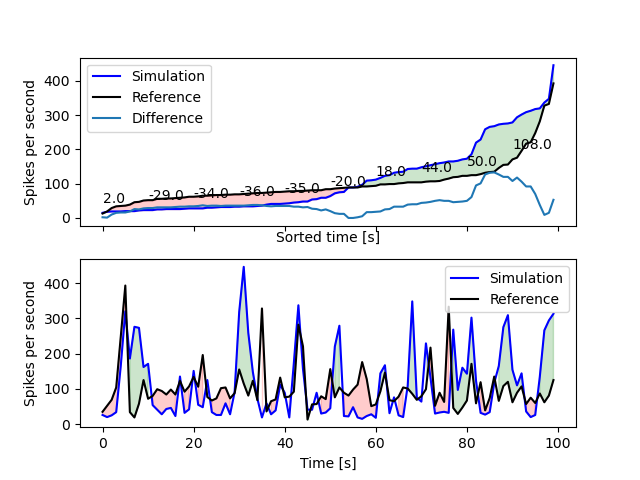 Simulation
Reference
Difference
400
300
200
100
0
Spikes per second
2.0 -29.0 -34.0 -36.0 -35.0 -20.0 18.0 44.0 50.0 108.0
Sorted time [s]
Simulation
Reference
400
300
200
100
0
Spikes per second
0 20 40 60 80 100
Time [s]